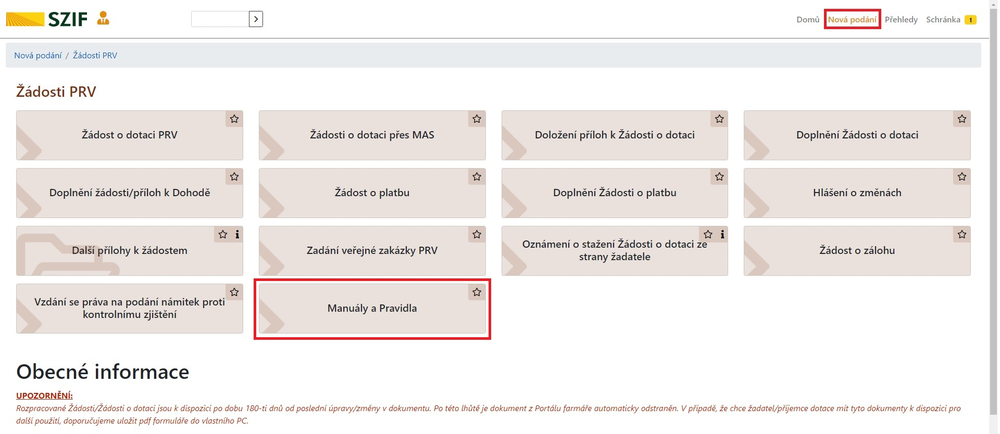 SZIF
Domů Nová podání Přehledy Schránka 1
Nová podání / Žádosti PRV
Žádosti PRV
Žádost o dotaci PRV
Žádosti o dotaci přes MAS
Doložení příloh k Žádosti o dotaci
Doplnění Žádosti o dotaci
Doplnění žádosti/příloh k Dohodě
Žádost o platbu
Doplnění Žádosti o platbu
Hlášení o změnách
Další přílohy k žádostem
Zadání veřejné zakázky PRV
Oznámení o stažení Žádosti o dotaci ze
strany žadatele
Žádost o zálohu
Vzdání se práva na podání námitek proti
kontrolnímu zjištění
Manuály a Pravidla
Obecné informace
UPOZORNĚNÍ:
Rozpracované Žádosti/Žádosti o dotaci jsou k dispozici po dobu 180-ti dnů od poslední úpravy/změny v dokumentu. Po této lhůtě je dokument z Portálu farmáře automaticky odstraněn. V případě, že chce žadatel/příjemce dotace mít tyto dokumenty k dispozici pro
další použití, doporučujeme uložit pdf formuláře do vlastního PC.